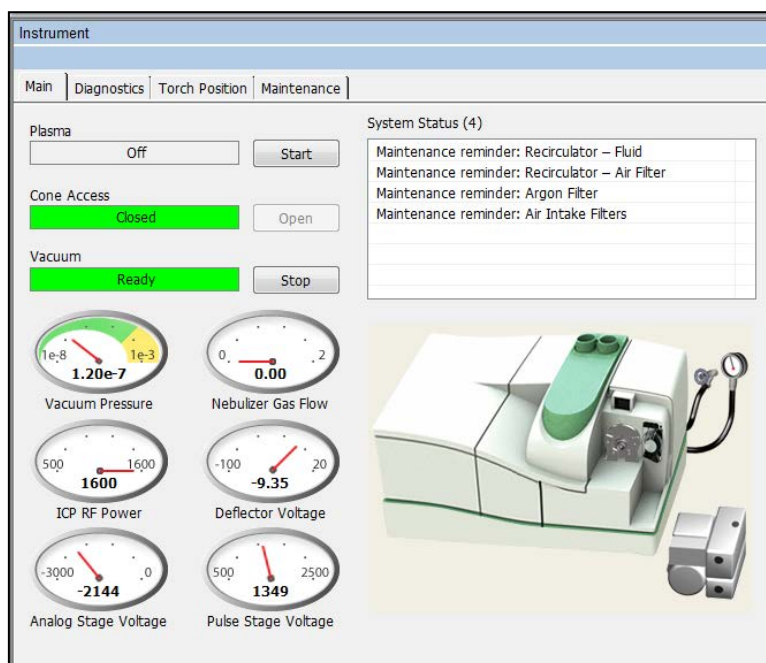 Instrument
Main
Diagnostics
Torch Position
Maintenance
Plasma
Off
Start
Cone Access
Closed
Open
Vacuum
Ready
Stop
System Status (4)
Maintenance reminder: Recirculator – Fluid
Maintenance reminder: Recirculator – Air Filter
Maintenance reminder: Argon Filter
Maintenance reminder: Air Intake Filters
1e-8
1e-3
1.20e-7
Vacuum Pressure
0
2
0.00
Nebulizer Gas Flow
500
1600
1600
ICP RF Power
-100
20
-9.35
Deflector Voltage
-3000
0
-2144
Analog Stage Voltage
500
2500
1349
Pulse Stage Voltage